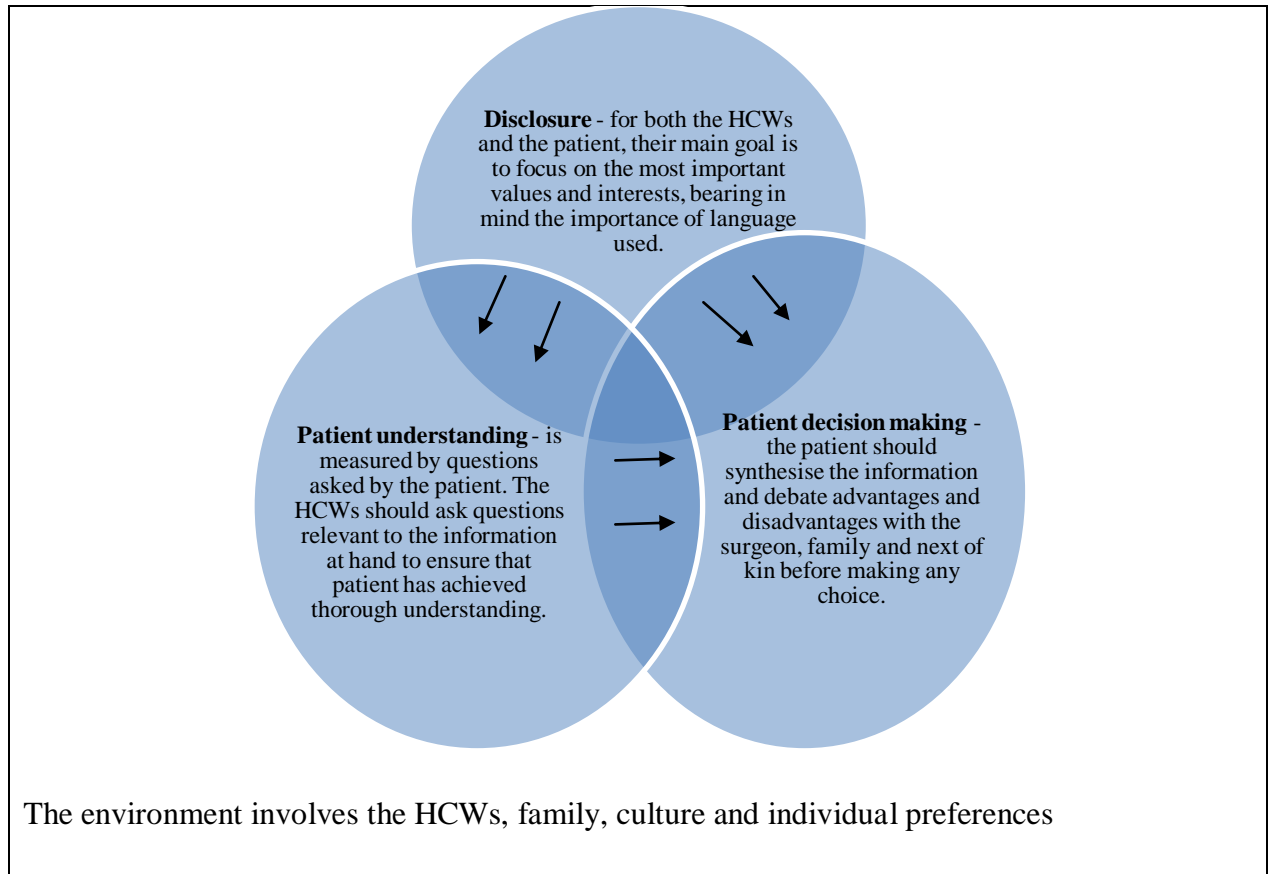 Disclosure - for both the HCWs
and the patient, their main goal is
to focus on the most important
values and interests, bearing in
mind the importance of language
used.
Patient understanding - is
measured by questions
asked by the patient. The
HCWs should ask questions
relevant to the information
at hand to ensure that
patient has achieved
thorough understanding.
Patient decision making -
the patient should
synthesise the information
and debate advantages and
disadvantages with the
surgeon, family and next of
kin before making any
choice.
The environment involves the HCWs, family, culture and individual preferences